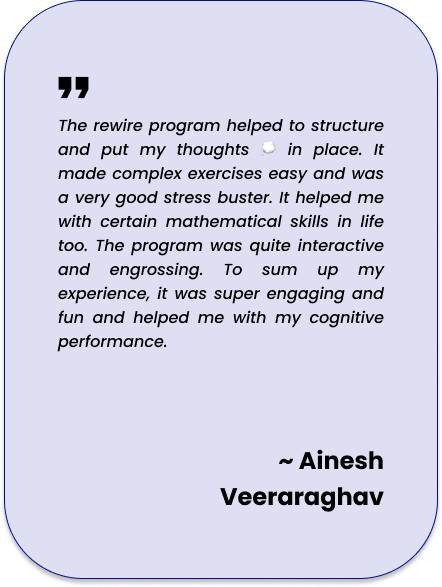 ”
The rewire program helped to structure
and put my thoughts 💭 in place. It
made complex exercises easy and was
a very good stress buster. It helped me
with certain mathematical skills in life
too. The program was quite interactive
and engrossing. To sum up my
experience, it was super engaging and
fun and helped me with my cognitive
performance.
~ Ainesh
Veeraraghav